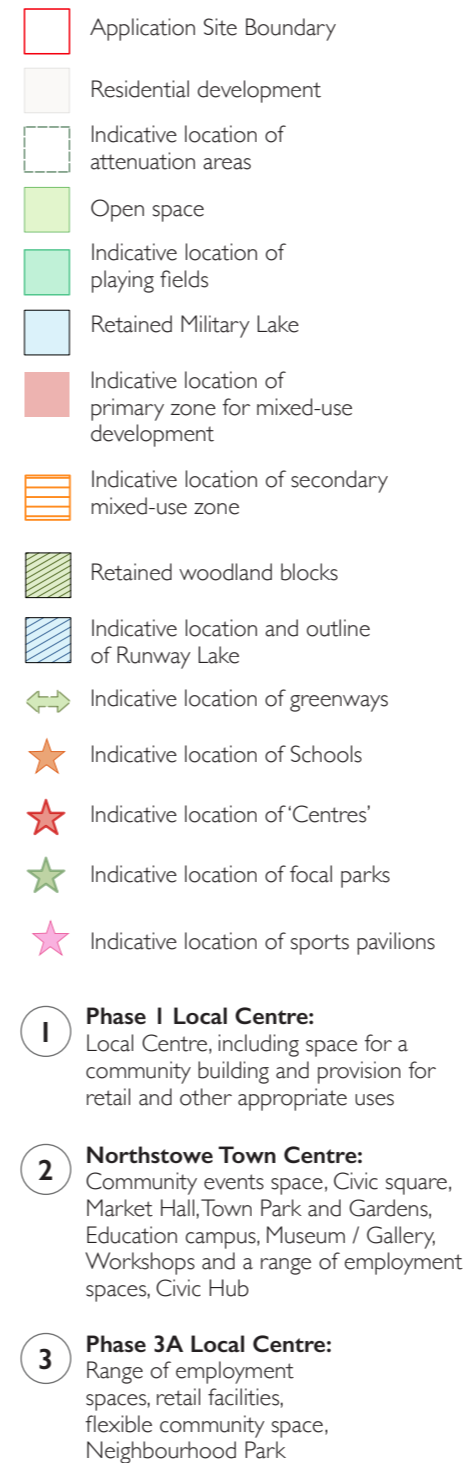 Application Site Boundary
Residential development
Indicative location of
attenuation areas
Open space
Indicative location of
playing fields
Retained Military Lake
Indicative location of
primary zone for mixed-use
development
Indicative location of secondary
mixed-use zone
Retained woodland blocks
Indicative location and outline
of Runway Lake
Indicative location of greenways
Indicative location of Schools
Indicative location of ‘Centres’
Indicative location of focal parks
Indicative location of sports pavilions
1 Phase 1 Local Centre:
Local Centre, including space for a
community building and provision for
retail and other appropriate uses
2 Northstowe Town Centre:
Community events space, Civic square,
Market Hall, Town Park and Gardens,
Education campus, Museum / Gallery,
Workshops and a range of employment
spaces, Civic Hub
3 Phase 3A Local Centre:
Range of employment
spaces, retail facilities,
flexible community space,
Neighbourhood Park